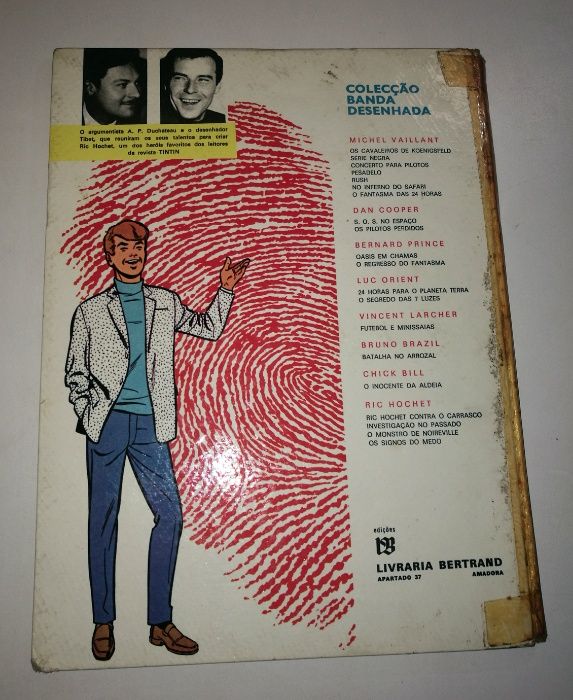 O argumentista A. P. Duchateau e o desenhador
Tibet, que reuniram os seus talentos para criar
Ric Hochet, um dos heróis favoritos dos leitores
da revista TINTIN
COLECÇÃO
BANDA
DESENHADA
MICHEL VAILLANT
OS CAVALEIROS DE KOENIGSFELD
SÉRIE NEGRA
CONCERTO PARA PILOTOS
PESADELO
RUSH
NO INFERNO DO SAFARI
O FANTASMA DAS 24 HORAS
DAN COOPER
S. O. S. NO ESPAÇO
OS PILOTOS PERDIDOS
BERNARD PRINCE
OASIS EM CHAMAS
O REGRESSO DO FANTASMA
LUC ORIENT
24 HORAS PARA O PLANETA TERRA
O SEGREDO DAS 7 LUZES
VINCENT LARCHER
FUTEBOL E MINISSAIAS
BRUNO BRAZIL
BATALHA NO ARROZAL
CHICK BILL
O INOCENTE DA ALDEIA
RIC HOCHET
RIC HOCHET CONTRA O CARRASCO
INVESTIGAÇÃO NO PASSADO
O MONSTRO DE NOIREVILLE
OS SIGNOS DO MEDO
edições
LIVRARIA BERTRAND
APARTADO 37 AMADORA